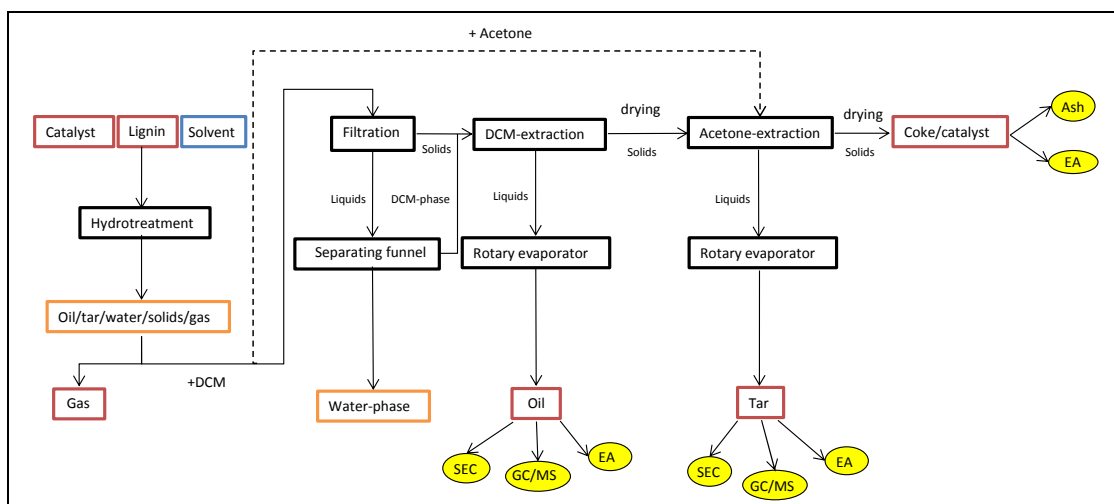 + Acetone
Catalyst
Lignin
Solvent
Filtration
Solids
DCM-extraction
drying
Solids
Acetone-extraction
drying
Solids
Coke/catalyst
Ash
EA
Hydrotreatment
Liquids
DCM-phase
Liquids
Liquids
Separating funnel
Rotary evaporator
Rotary evaporator
Oil/tar/water/solids/gas
+DCM
Gas
Water-phase
Oil
Tar
SEC
GC/MS
EA
SEC
GC/MS
EA